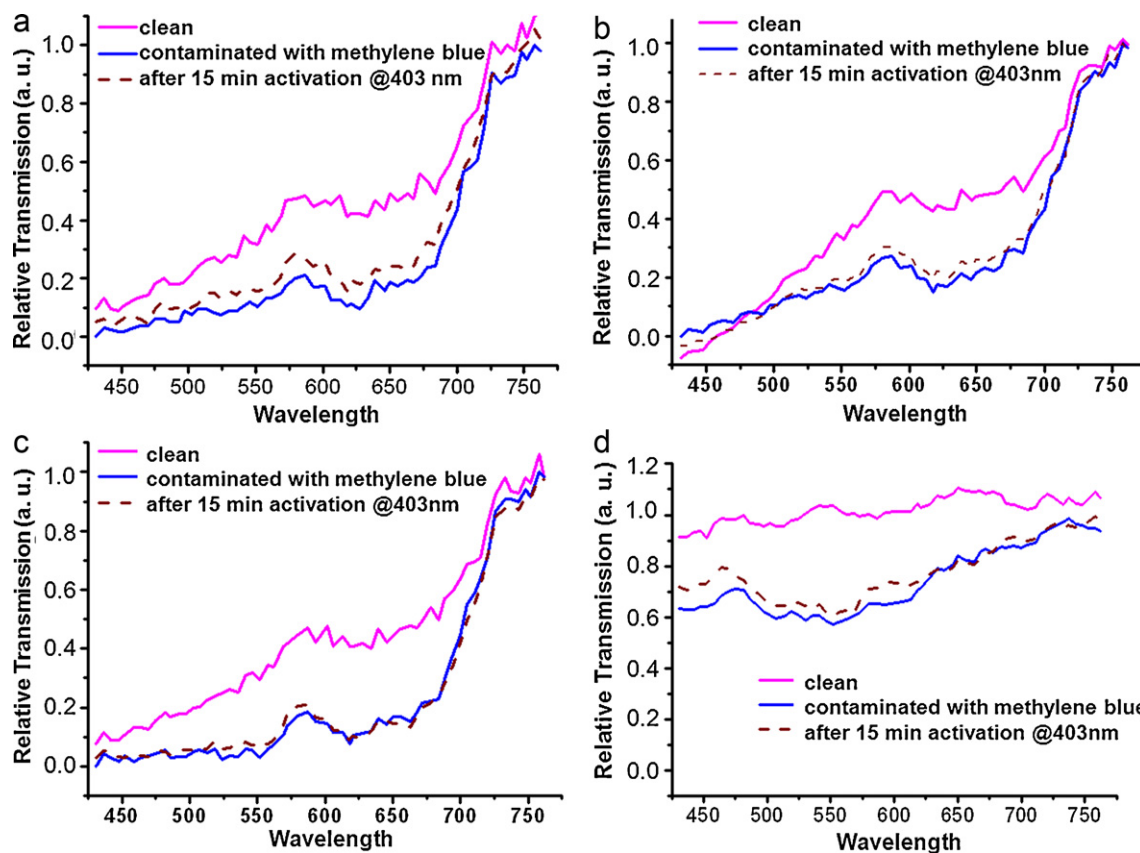 a
clean
contaminated with methylene blue
after 15 min activation @403 nm
Relative Transmission (a. u.)
1.0
0.8
0.6
0.4
0.2
0.0
450 500 550 600 650 700 750
Wavelength
b
clean
contaminated with methylene blue
after 15 min activation @403nm
Relative Transmission (a. u.)
1.0
0.8
0.6
0.4
0.2
0.0
450 500 550 600 650 700 750
Wavelength
c
clean
contaminated with methylene blue
after 15 min activation @403nm
Relative Transmission (a. u.)
1.0
0.8
0.6
0.4
0.2
0.0
450 500 550 600 650 700 750
Wavelength
d
1.2
1.0
0.8
0.6
0.4
0.2
0.0
Relative Transmission (a. u.)
clean
contaminated with methylene blue
after 15 min activation @403nm
450 500 550 600 650 700 750
Wavelength